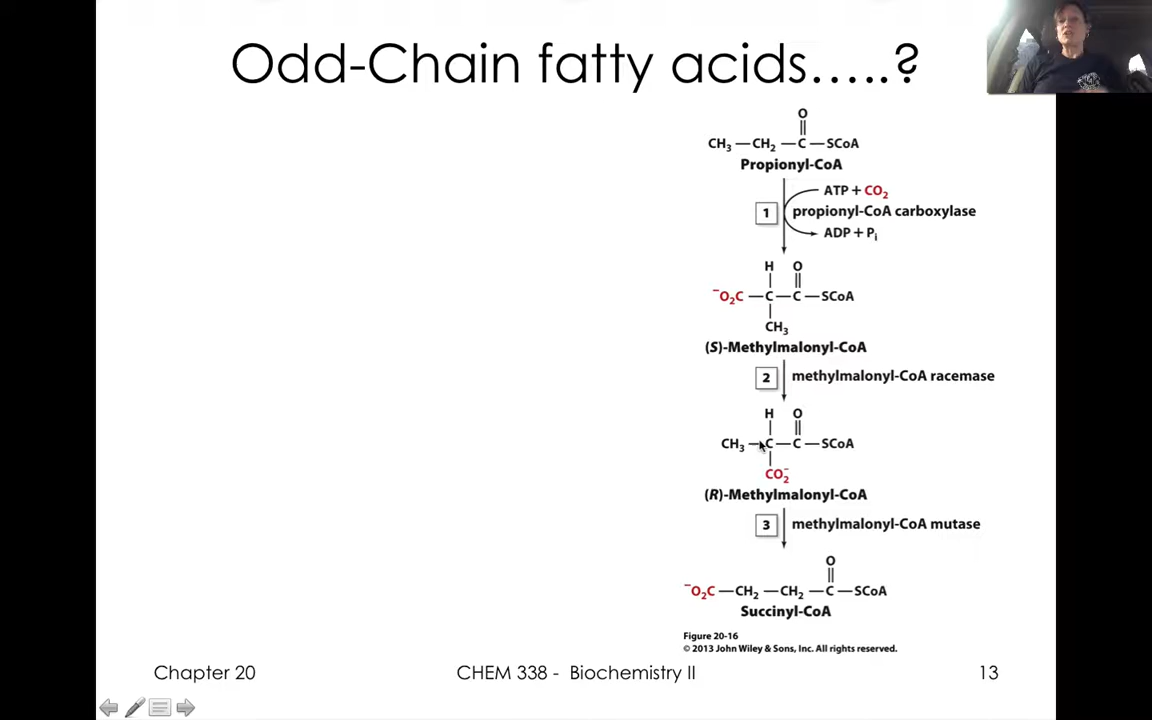 Odd-Chain fatty acids.....?
O
CH₃ — CH₂ — C — SCoA
Propionyl-CoA
ATP + CO₂
1 propionyl-CoA carboxylase
ADP + Pᵢ
H O
⁻O₂C — C — C — SCoA
CH₃
(S)-Methylmalonyl-CoA
2 methylmalonyl-CoA racemase
H O
CH₃ — C — C — SCoA
CO₂⁻
(R)-Methylmalonyl-CoA
3 methylmalonyl-CoA mutase
O
⁻O₂C — CH₂ — CH₂ — C — SCoA
Succinyl-CoA
Figure 20-16
© 2013 John Wiley & Sons, Inc. All rights reserved.
Chapter 20 CHEM 338 - Biochemistry II 13